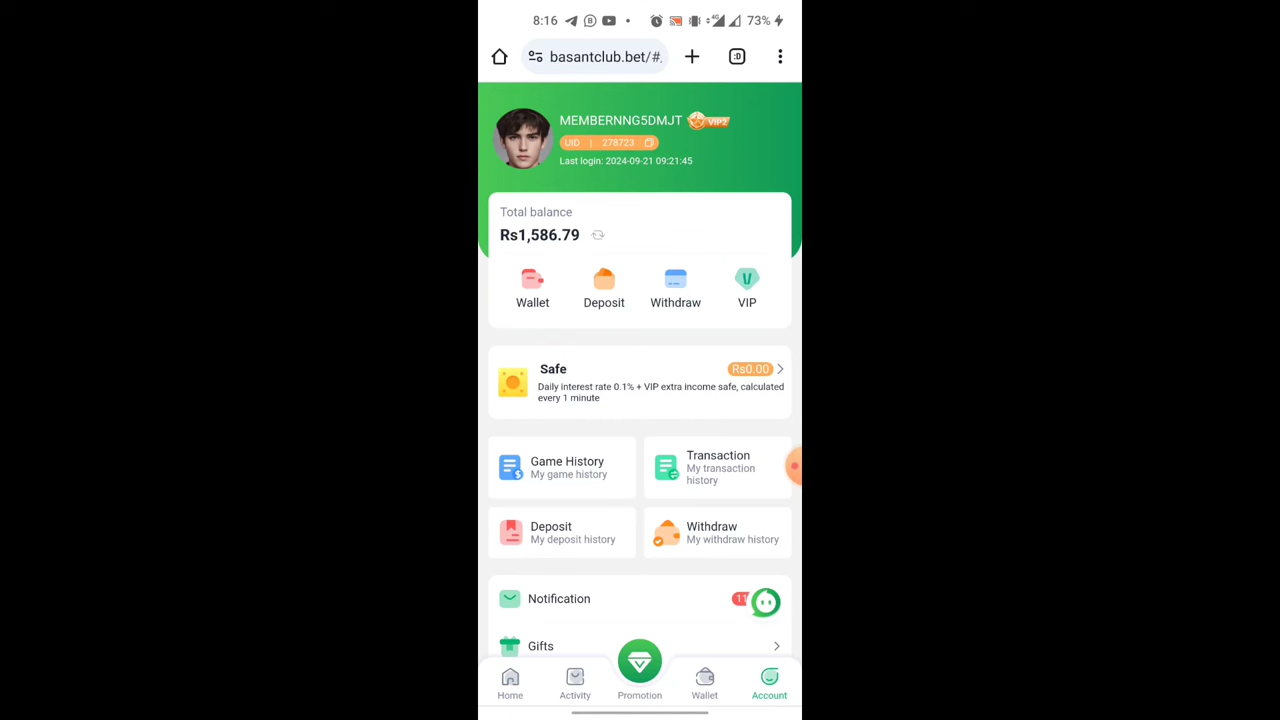 8:16
73%
basantclub.bet/#
MEMBERNNG5DMJT VIP2
UID | 278723
Last login: 2024-09-21 09:21:45
Total balance
Rs1,586.79
Wallet Deposit Withdraw VIP
Safe Rs0.00
Daily interest rate 0.1% + VIP extra income safe, calculated
every 1 minute
Game History
My game history
Transaction
My transaction
history
Deposit
My deposit history
Withdraw
My withdraw history
Notification
Gifts
Home Activity Promotion Wallet Account